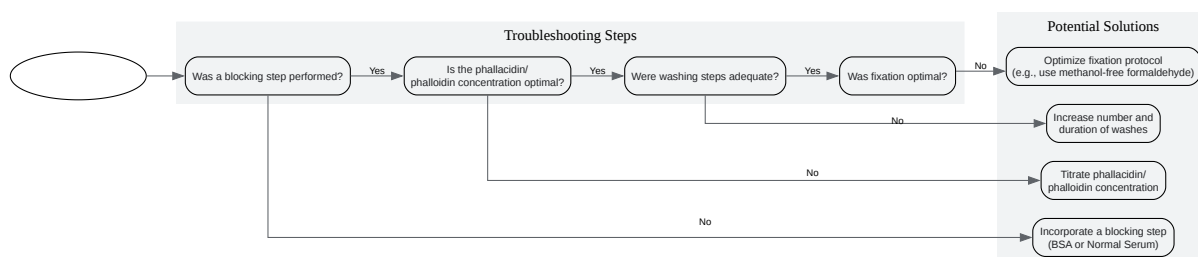 Troubleshooting Steps
Potential Solutions
Was a blocking step performed?
Yes
Is the phallacidin/
phalloidin concentration optimal?
Yes
Were washing steps adequate?
Yes
Was fixation optimal?
No
Optimize fixation protocol
(e.g., use methanol-free formaldehyde)
No
Increase number and
duration of washes
No
Titrate phallacidin/
phalloidin concentration
No
Incorporate a blocking step
(BSA or Normal Serum)